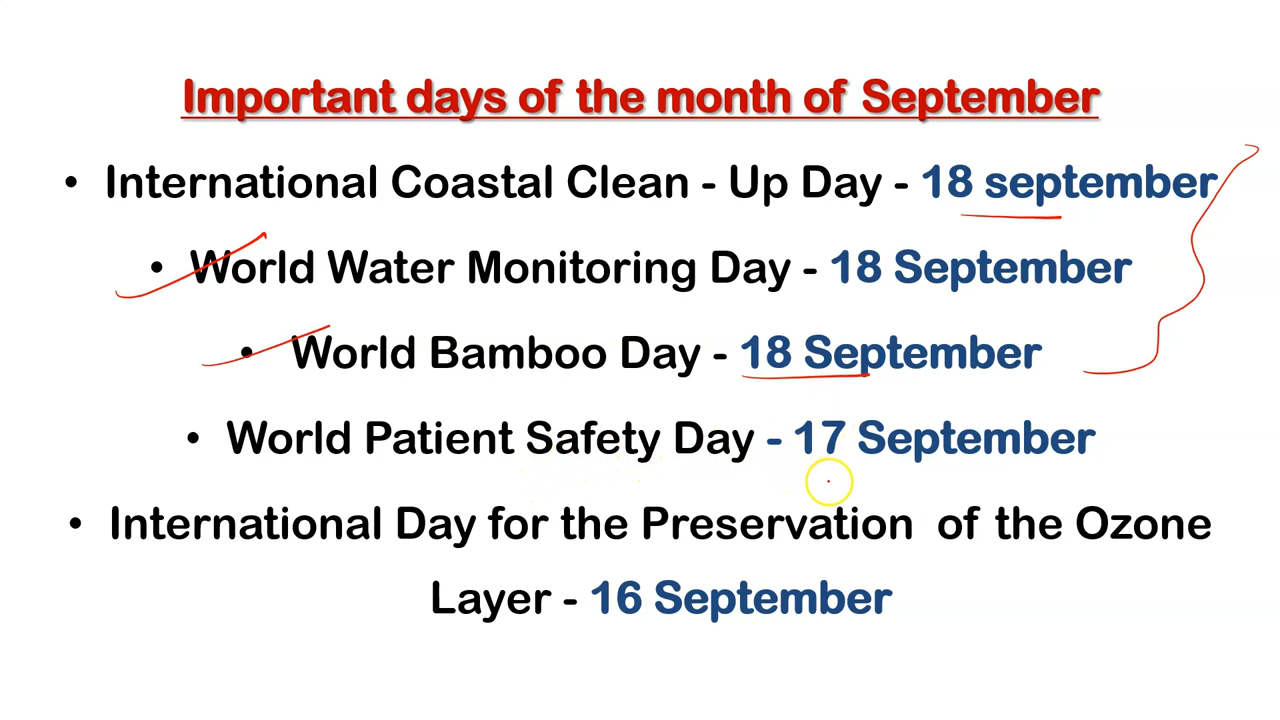 Important days of the month of September
• International Coastal Clean - Up Day - 18 september
• World Water Monitoring Day - 18 September
• World Bamboo Day - 18 September
• World Patient Safety Day - 17 September
• International Day for the Preservation of the Ozone
Layer - 16 September